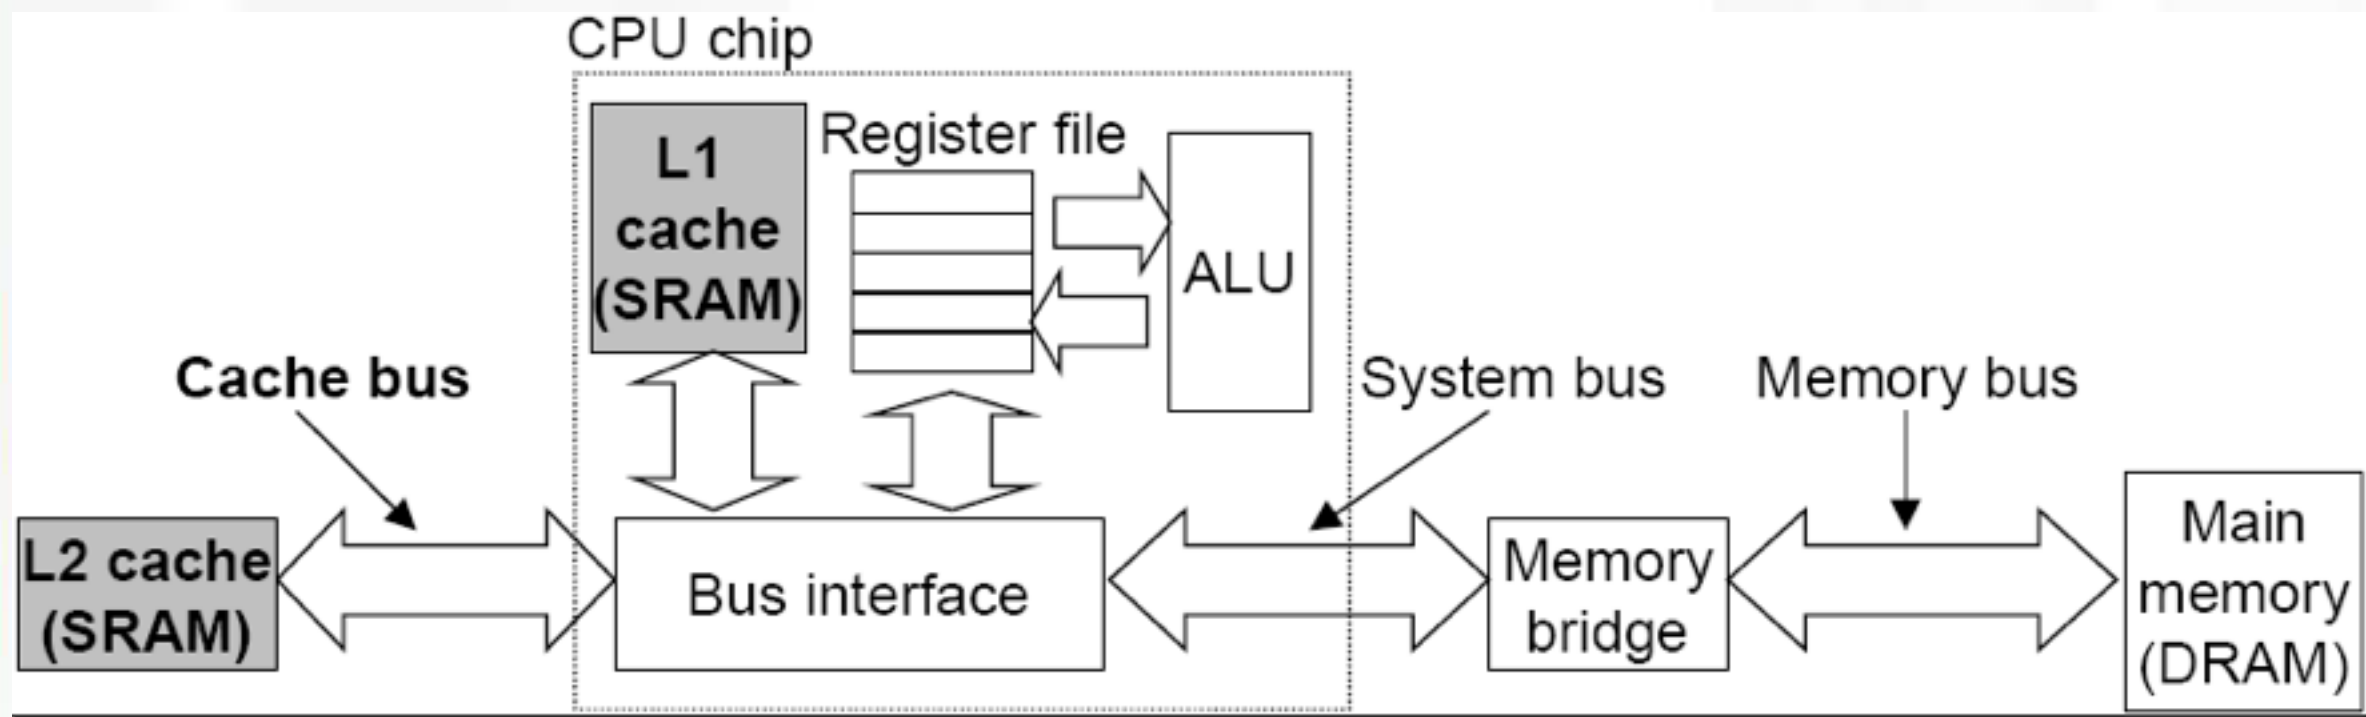 CPU chip
L1
cache
(SRAM)
Register file
ALU
Cache bus
System bus
Memory bus
L2 cache
(SRAM)
Bus interface
Memory
bridge
Main
memory
(DRAM)